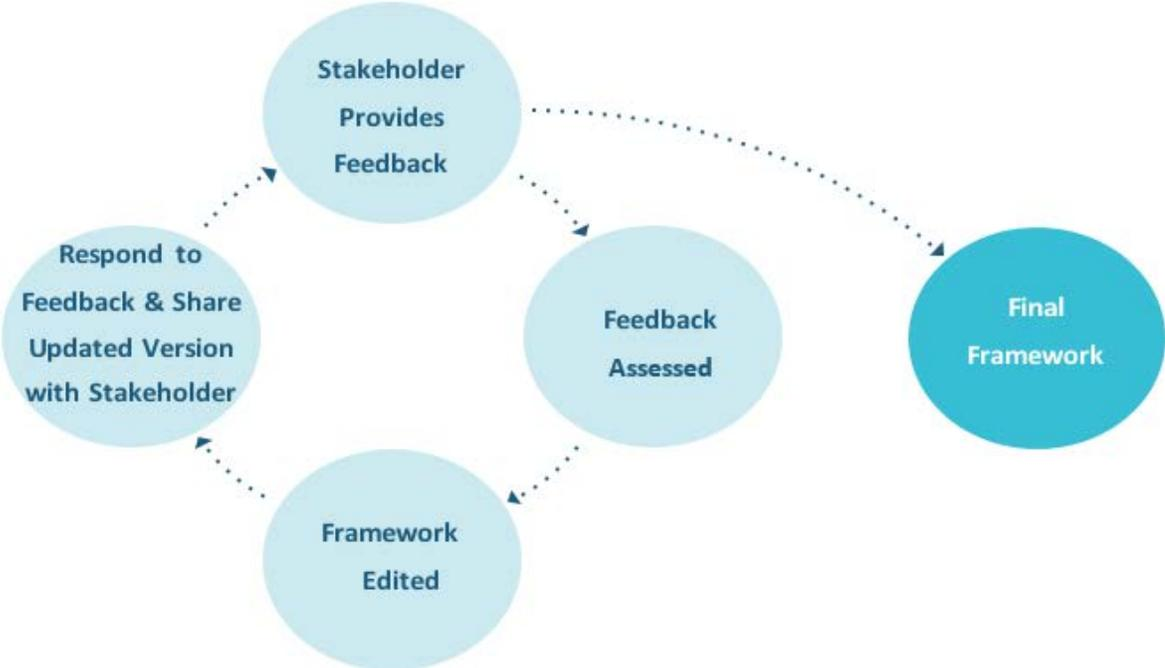 Stakeholder
Provides
Feedback
Respond to
Feedback & Share
Updated Version
with Stakeholder
Feedback
Assessed
Final
Framework
Framework
Edited